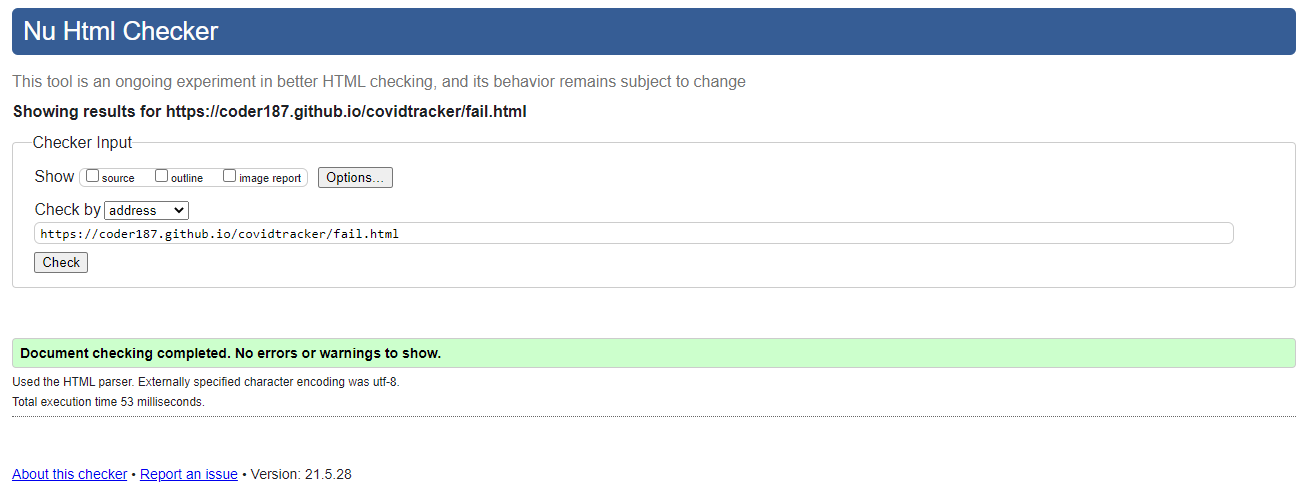 Nu Html Checker
This tool is an ongoing experiment in better HTML checking, and its behavior remains subject to change
Showing results for https://coder187.github.io/covidtracker/fail.html
Checker Input
Show source outline image report Options...
Check by address
https://coder187.github.io/covidtracker/fail.html
Check
Document checking completed. No errors or warnings to show.
Used the HTML parser. Externally specified character encoding was utf-8.
Total execution time 53 milliseconds.
About this checker • Report an issue • Version: 21.5.28